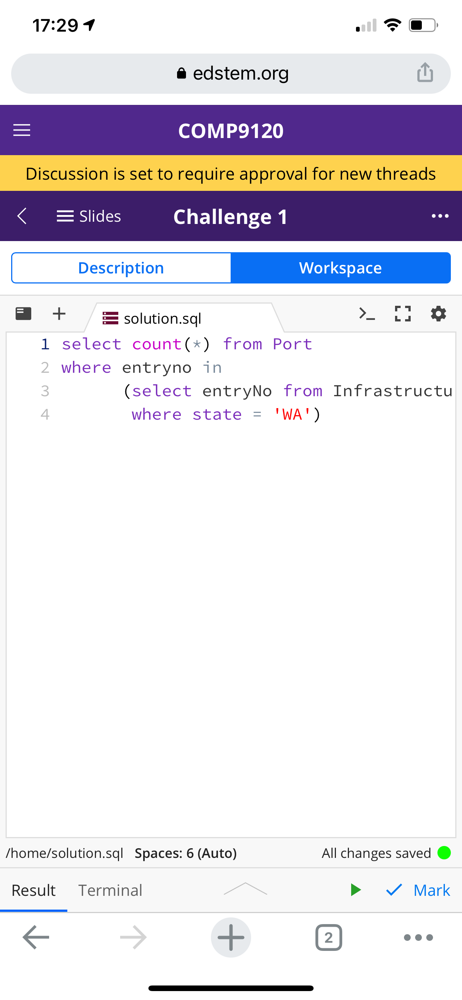 17:29
edstem.org
COMP9120
Discussion is set to require approval for new threads
Slides
Challenge 1
Description
Workspace
solution.sql
1 select count(*) from Port
2 where entryno in
3 (select entryNo from Infrastructu
4 where state = 'WA')
/home/solution.sql Spaces: 6 (Auto) All changes saved
Result Terminal Mark
2